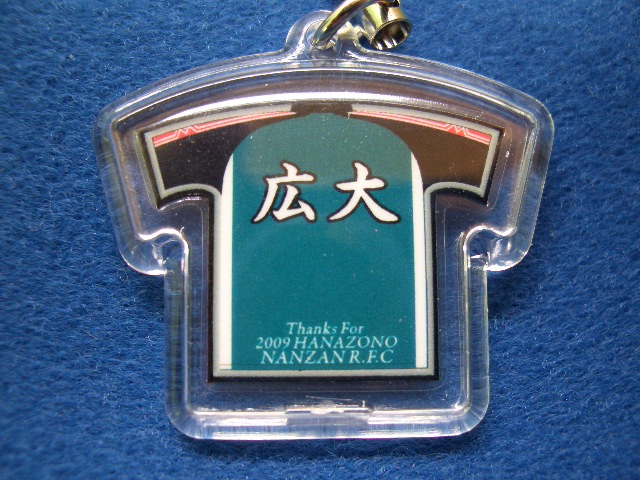 広大
Thanks For
2009 HANAZONO
NANZAN R.F.C